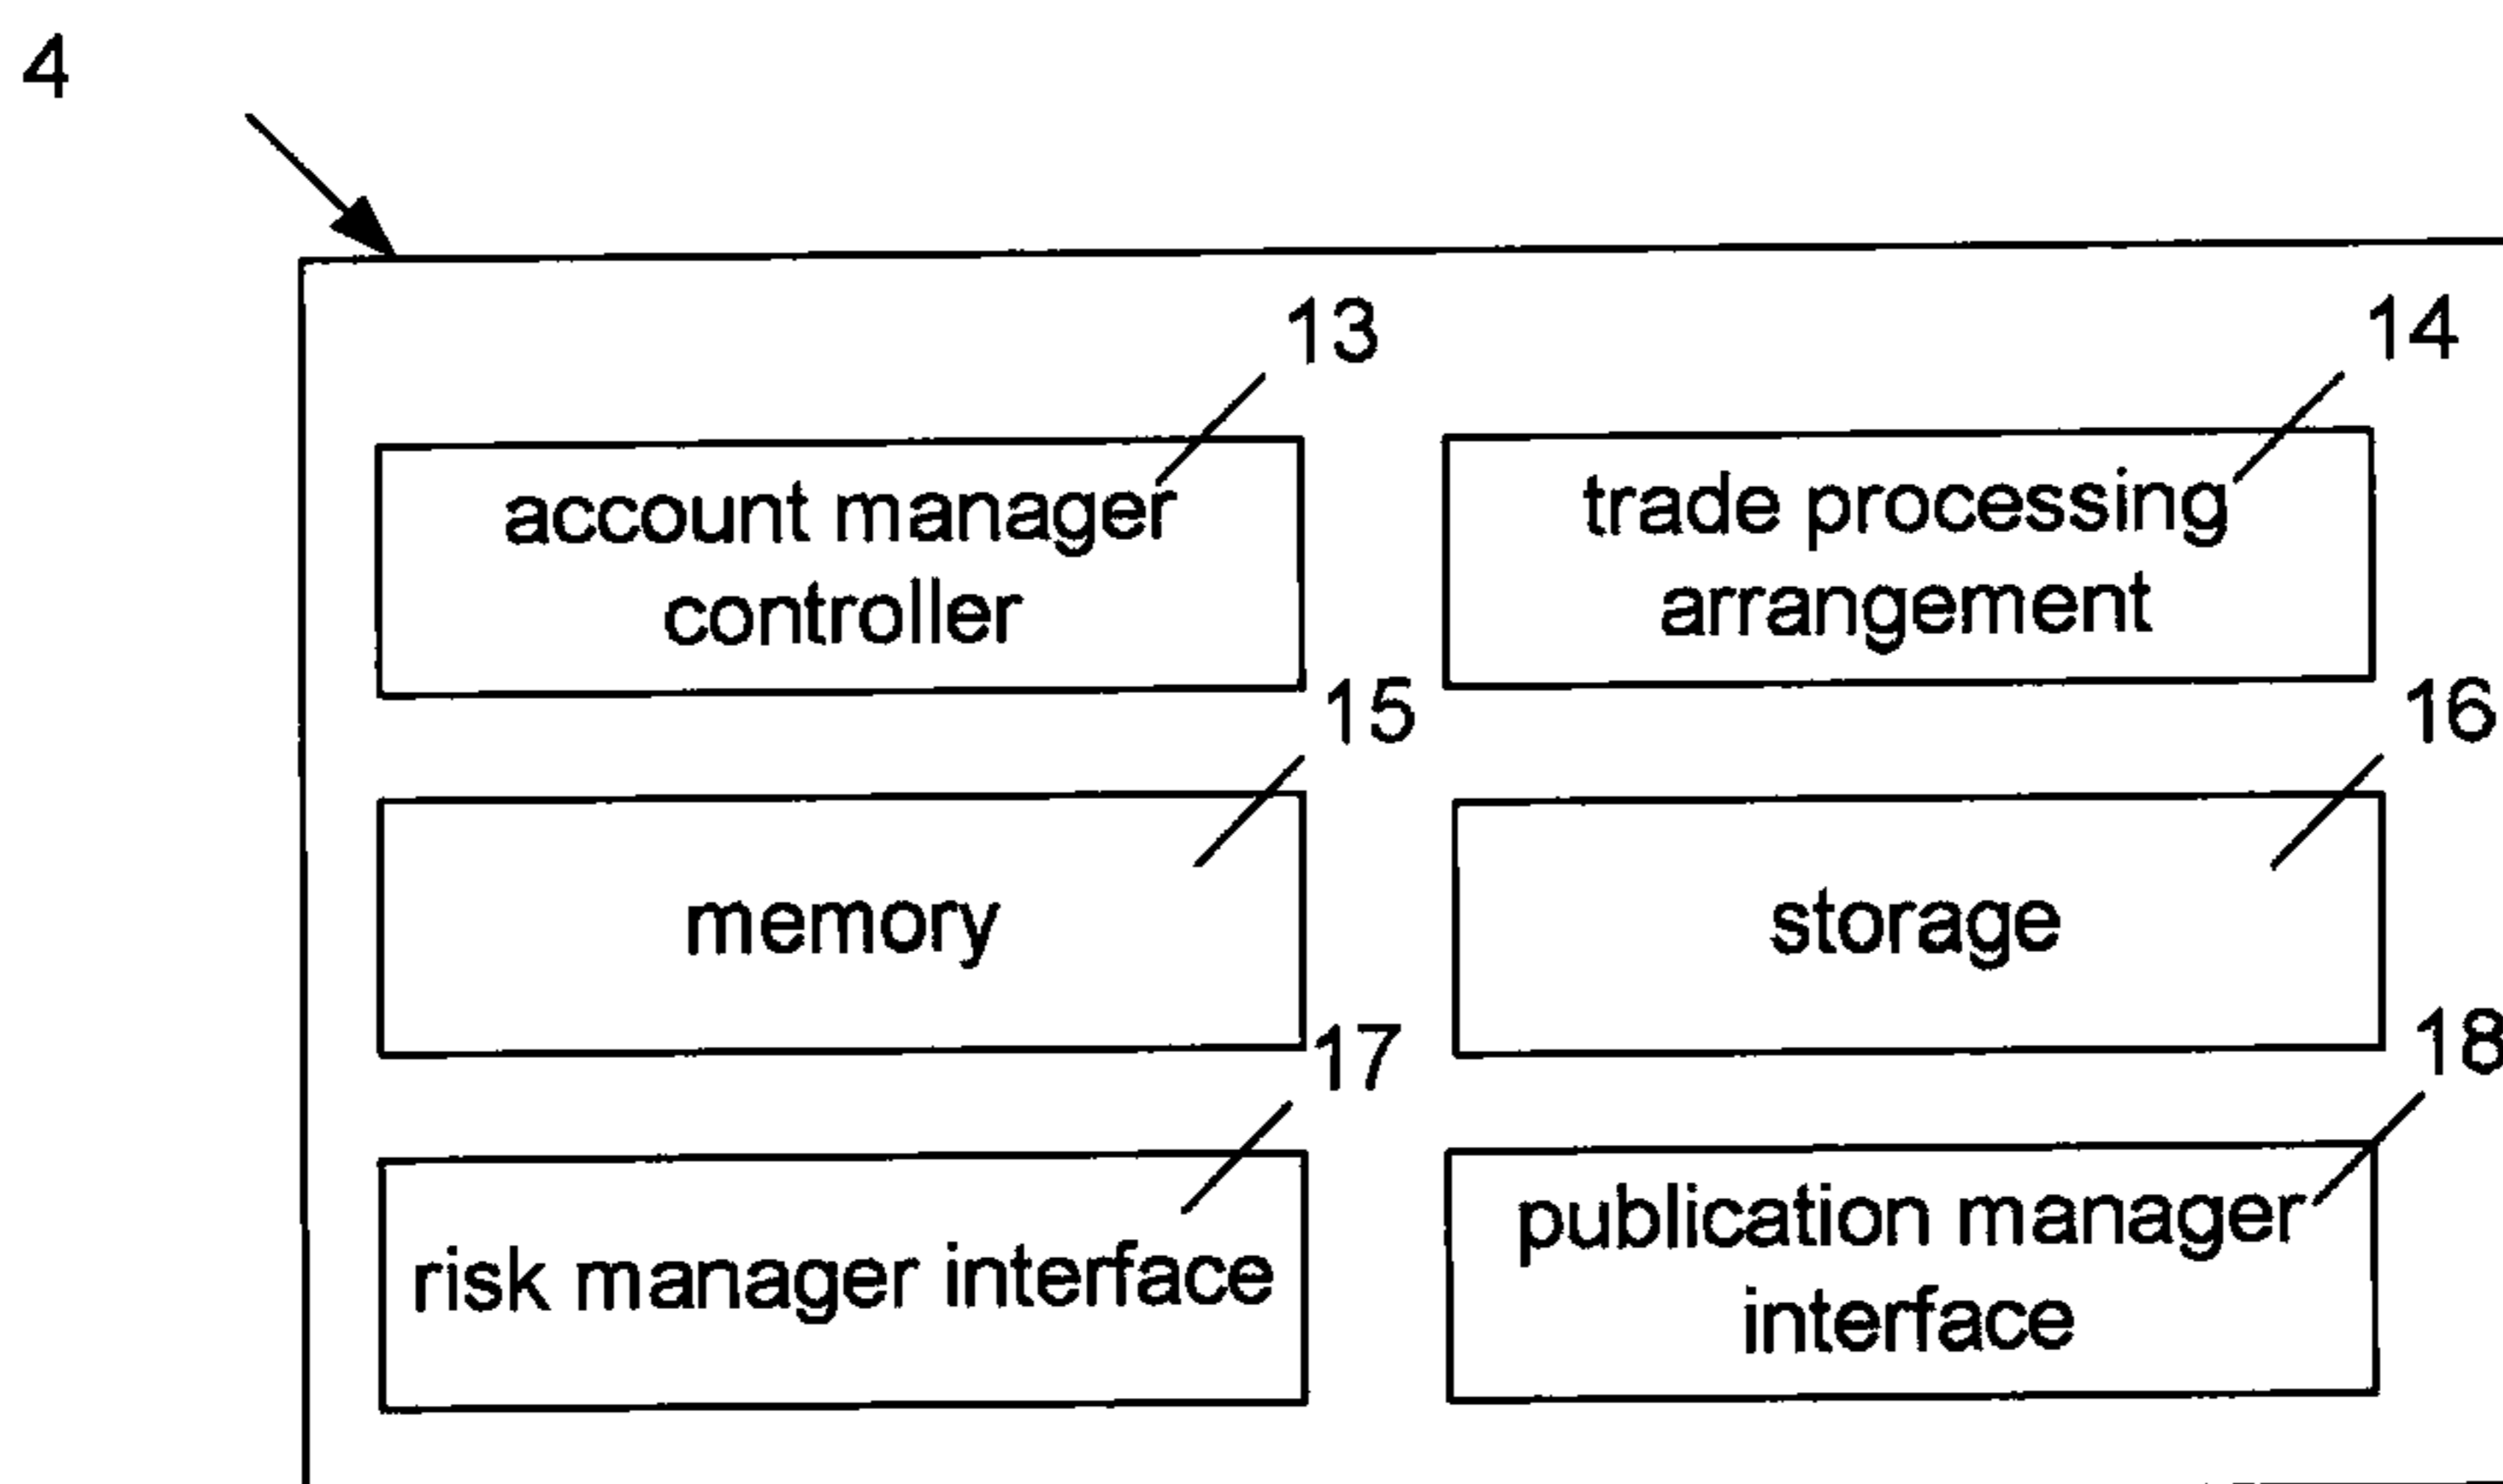 4
13
14
account manager
controller
trade processing
arrangement
15
16
memory
storage
17
18
risk manager interface
publication manager
interface